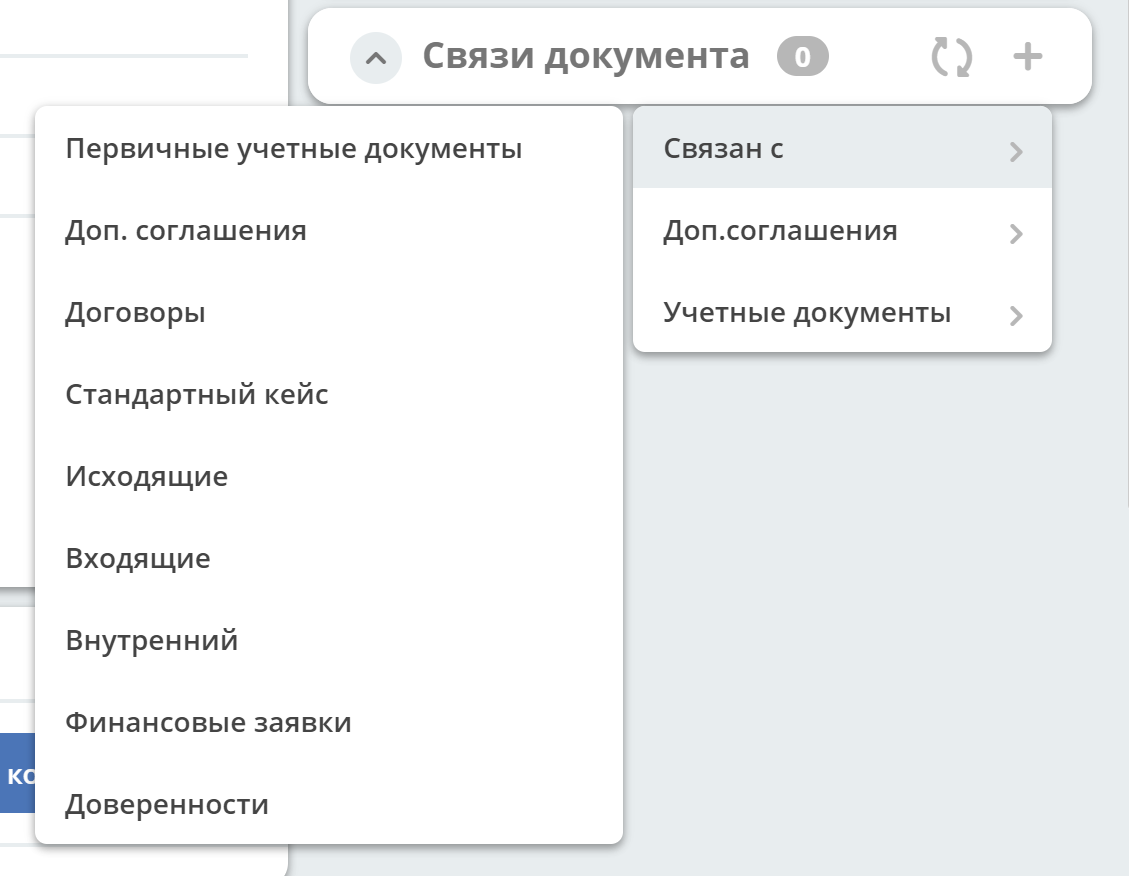 Связи документа 0
Связан с
Доп.соглашения
Учетные документы
Первичные учетные документы
Доп. соглашения
Договоры
Стандартный кейс
Исходящие
Входящие
Внутренний
Финансовые заявки
Доверенности